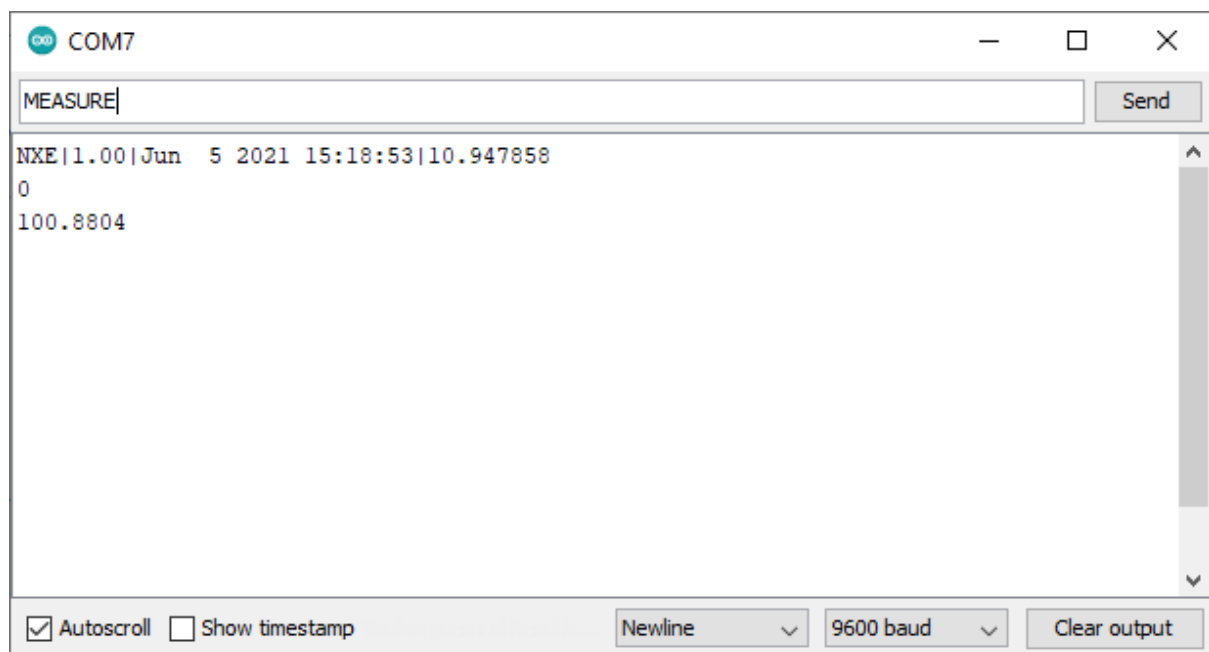 COM7
MEASURE
Send
NXE|1.00|Jun  5 2021 15:18:53|10.947858
0
100.8804
Autoscroll Show timestamp Newline 9600 baud Clear output